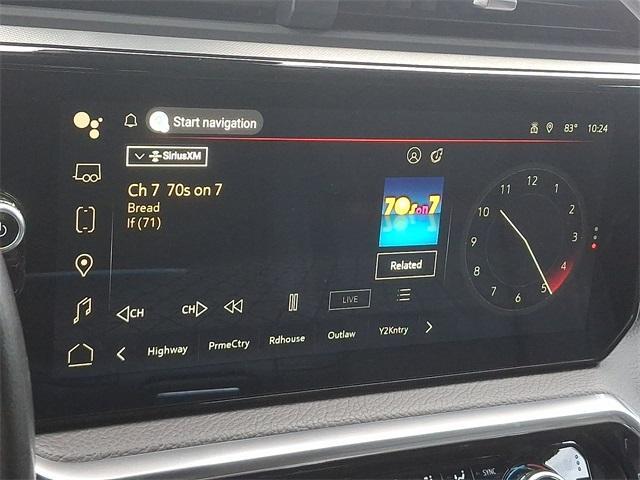 Start navigation
83° 10:24
SiriusXM
Ch 7 70s on 7
Bread
If (71)
70s on 7
Related
12
11 1
10 2
9 3
8 4
7 6 5
CH CH LIVE
Highway PrmeCtry Rdhouse Outlaw Y2Kntry
SYNC